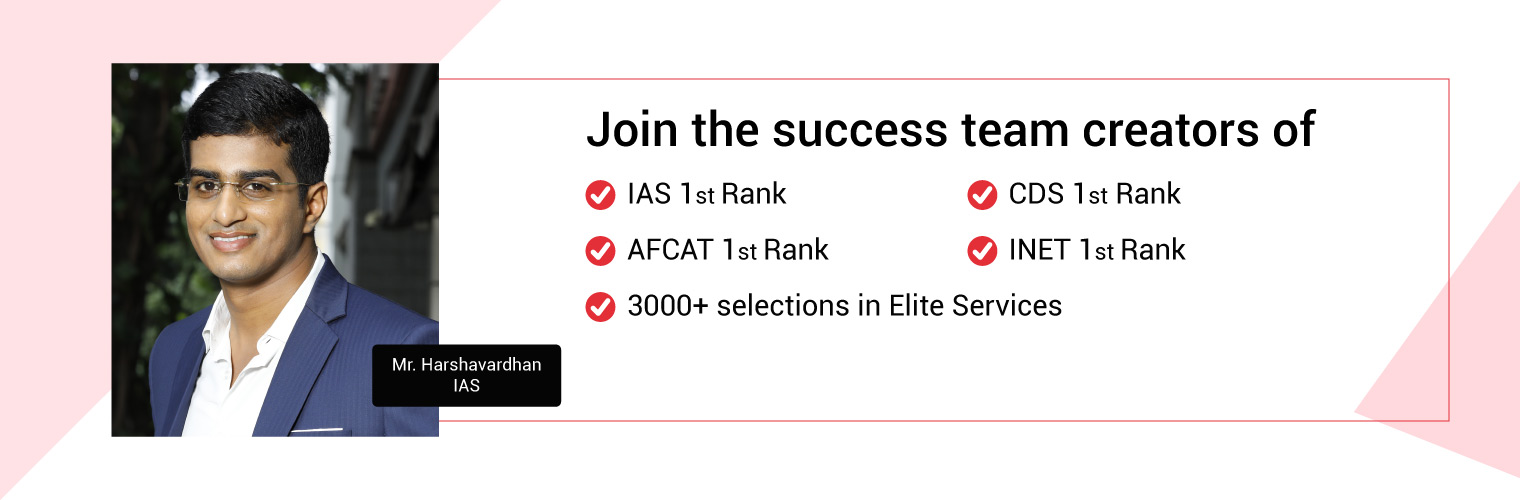 Join the success team creators of
IAS 1st Rank
CDS 1st Rank
AFCAT 1st Rank
INET 1st Rank
3000+ selections in Elite Services
Mr. Harshavardhan
IAS